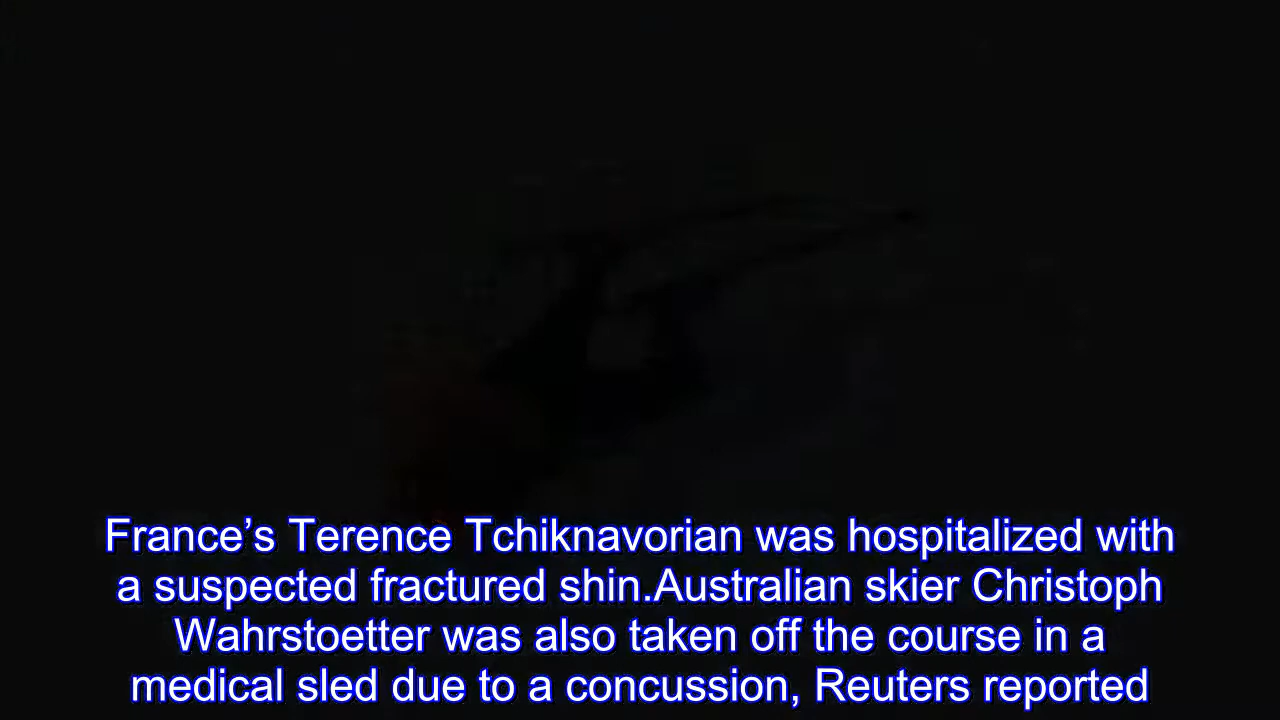 France’s Terence Tchiknavorian was hospitalized with
a suspected fractured shin.Australian skier Christoph
Wahrstoetter was also taken off the course in a
medical sled due to a concussion, Reuters reported